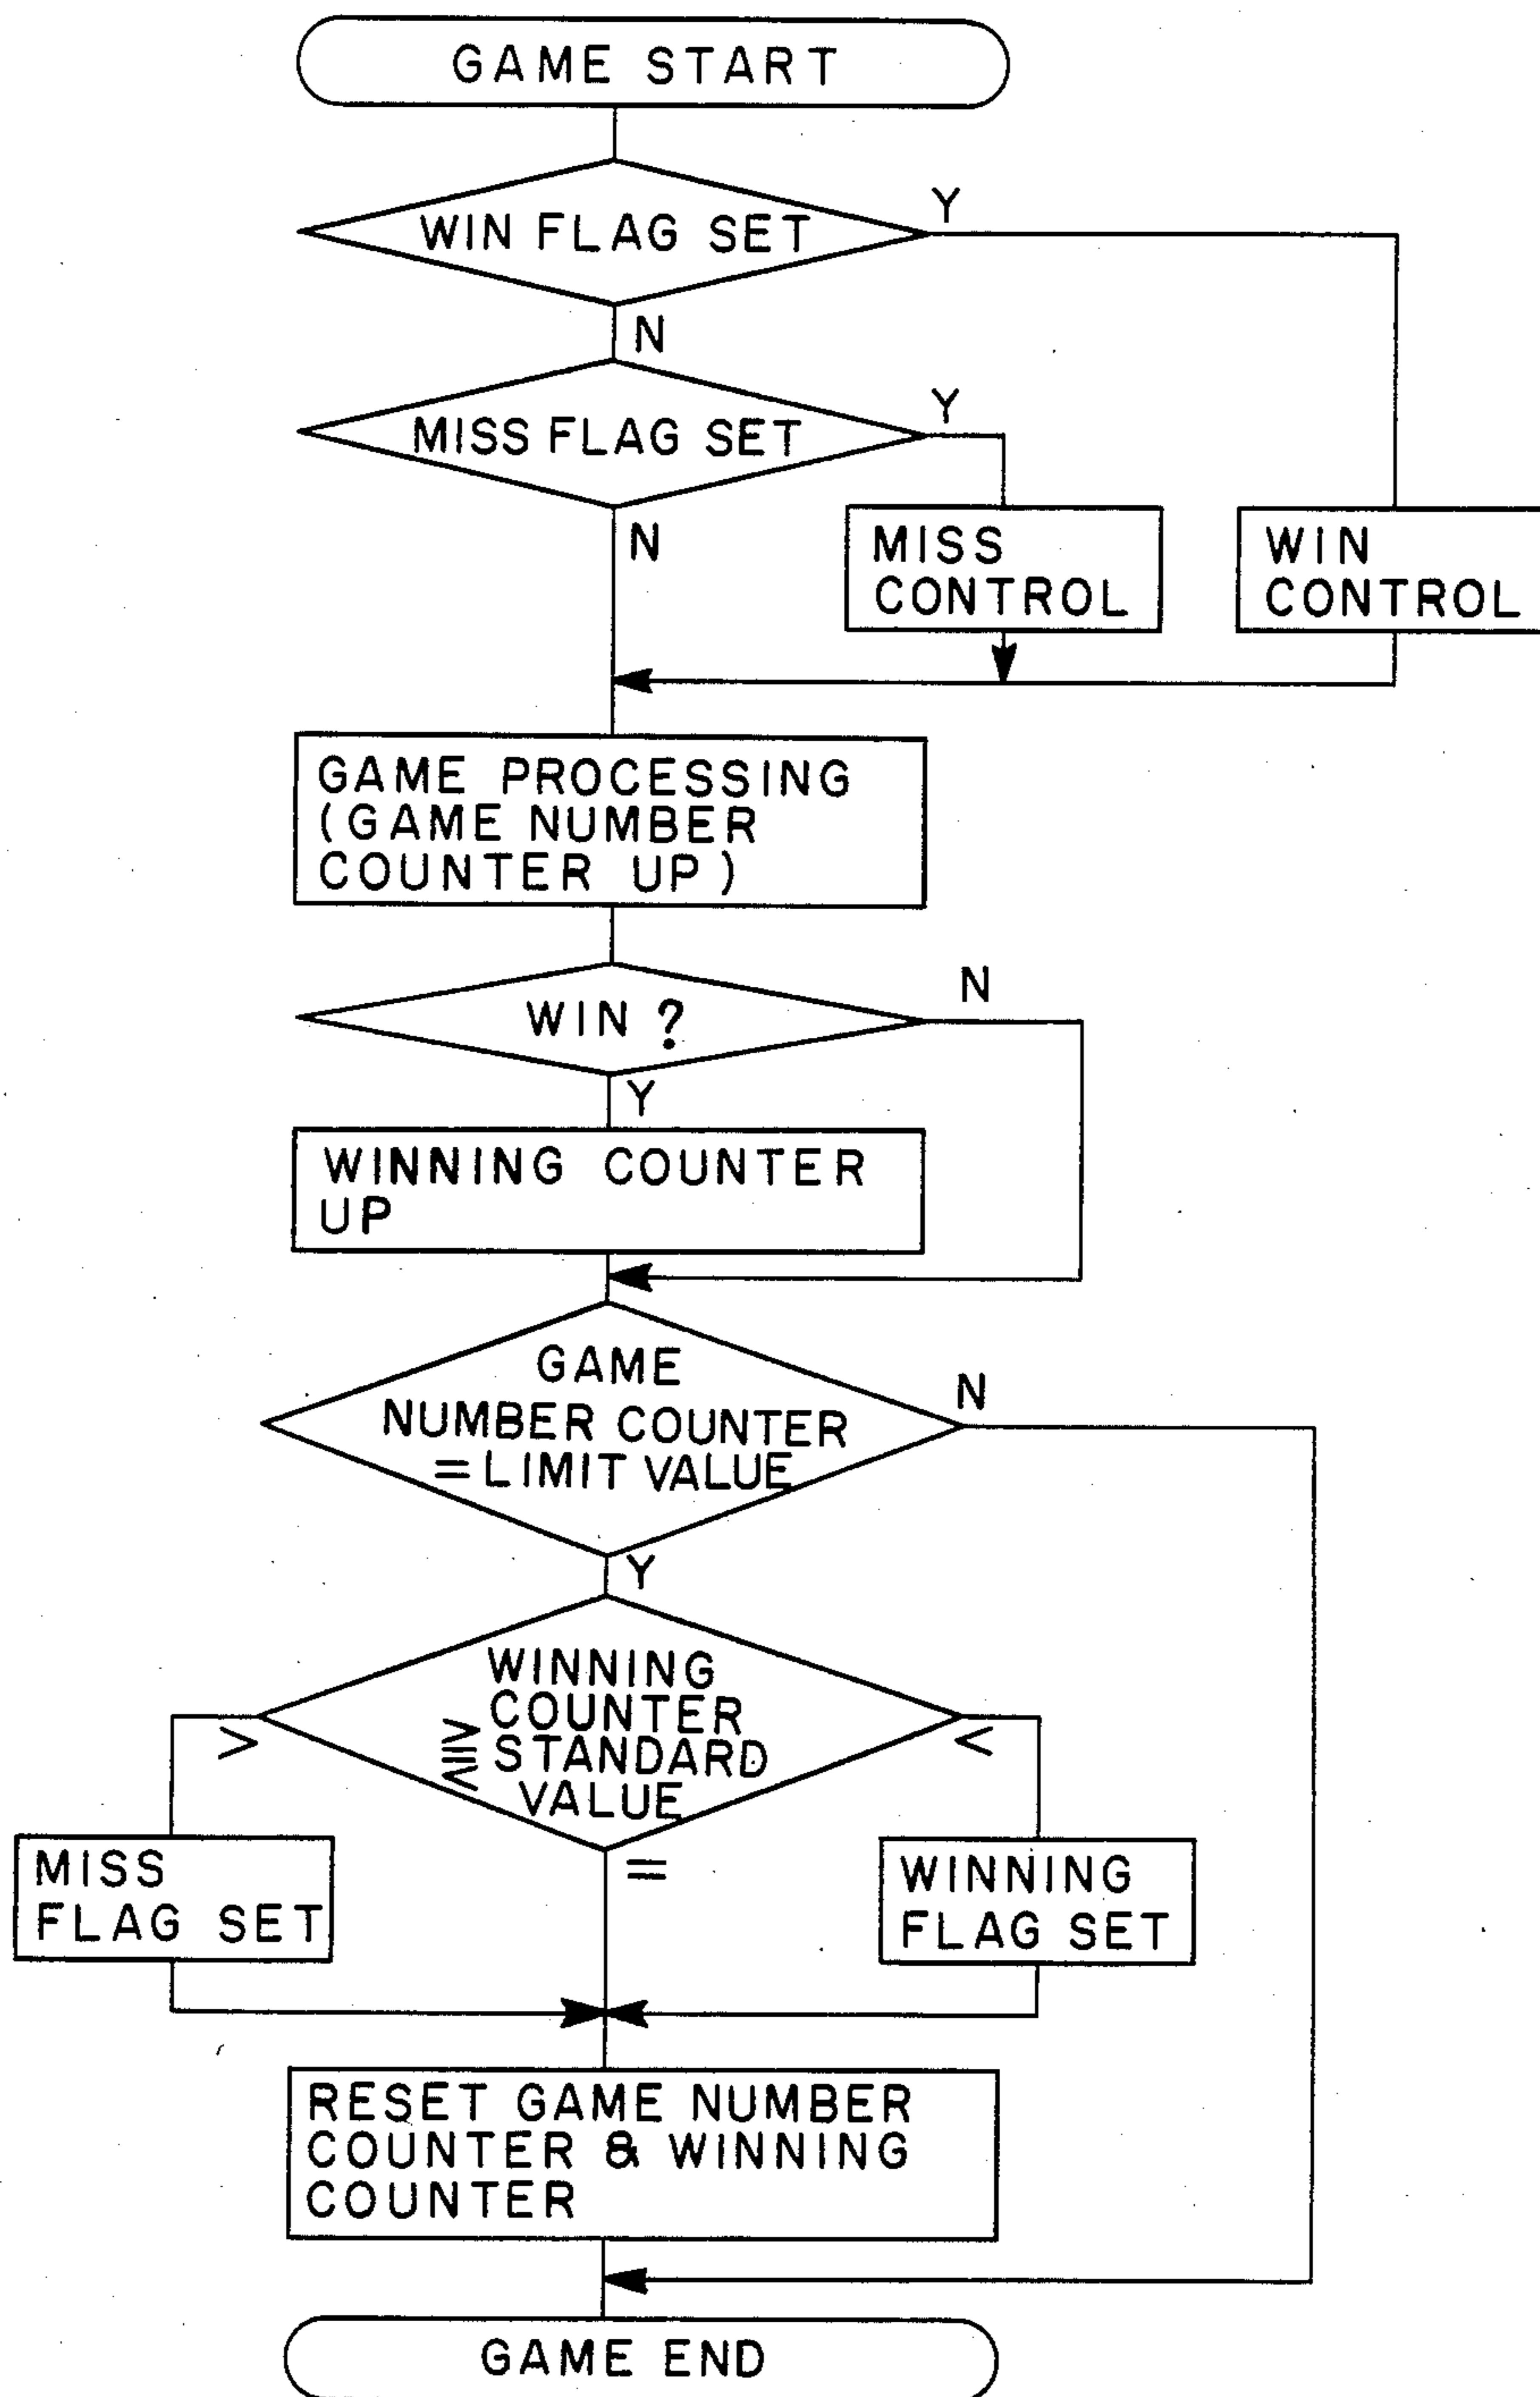 GAME START
WIN FLAG SET
Y
N
MISS FLAG SET
Y
N
MISS
CONTROL
WIN
CONTROL
GAME PROCESSING
(GAME NUMBER
COUNTER UP)
WIN ?
N
Y
WINNING COUNTER
UP
GAME
NUMBER COUNTER
= LIMIT VALUE
N
Y
WINNING
COUNTER
>=< STANDARD
VALUE
>
<
=
MISS
FLAG SET
WINNING
FLAG SET
RESET GAME NUMBER
COUNTER & WINNING
COUNTER
GAME END